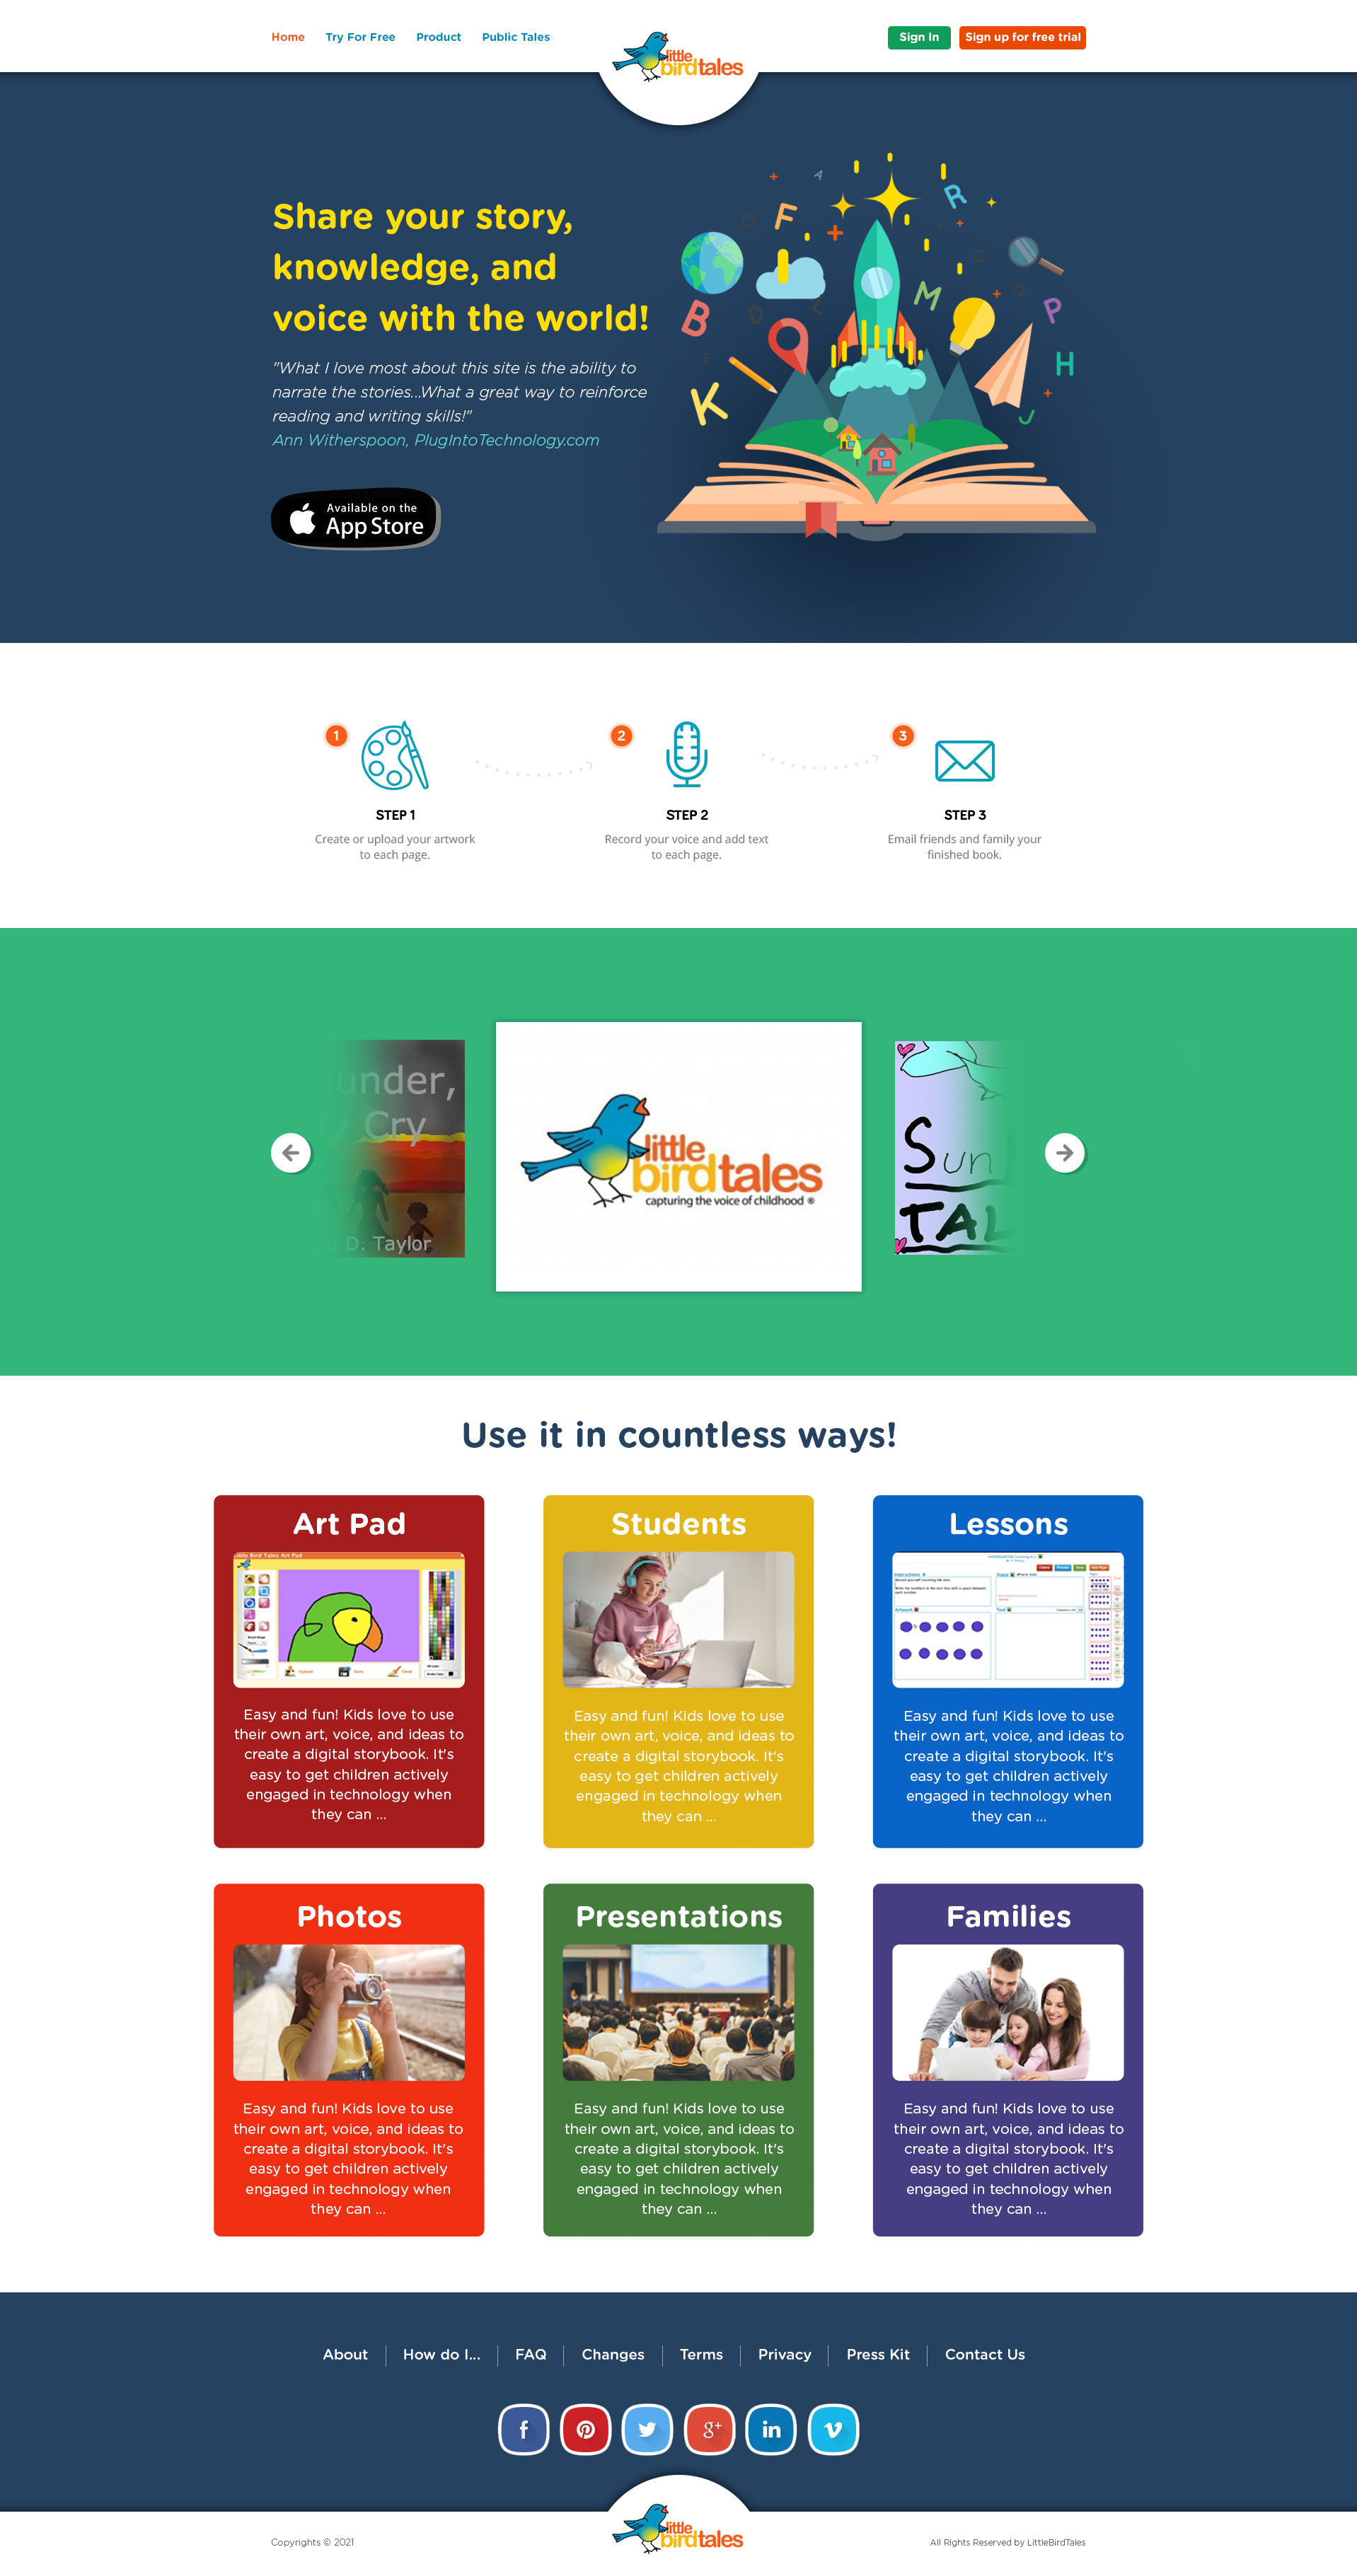 Home Try For Free Product Public Tales
little
birdtales
Sign In Sign up for free trial
Share your story,
knowledge, and
voice with the world!
"What I love most about this site is the ability to
narrate the stories...What a great way to reinforce
reading and writing skills!"
Ann Witherspoon, PlugIntoTechnology.com
Available on the
App Store
F R B D L M C P H K J E
1 2 3
STEP 1
Create or upload your artwork
to each page.
STEP 2
Record your voice and add text
to each page.
STEP 3
Email friends and family your
finished book.
under,
y Cry
d D. Taylor
little
birdtales
capturing the voice of childhood ®
Sun
TAL
Use it in countless ways!
Art Pad
Little Bird Tales Art Pad
Easy and fun! Kids love to use
their own art, voice, and ideas to
create a digital storybook. It's
easy to get children actively
engaged in technology when
they can ...
Students
Easy and fun! Kids love to use
their own art, voice, and ideas to
create a digital storybook. It's
easy to get children actively
engaged in technology when
they can ...
Lessons
Easy and fun! Kids love to use
their own art, voice, and ideas to
create a digital storybook. It's
easy to get children actively
engaged in technology when
they can ...
Photos
Easy and fun! Kids love to use
their own art, voice, and ideas to
create a digital storybook. It's
easy to get children actively
engaged in technology when
they can ...
Presentations
Easy and fun! Kids love to use
their own art, voice, and ideas to
create a digital storybook. It's
easy to get children actively
engaged in technology when
they can ...
Families
Easy and fun! Kids love to use
their own art, voice, and ideas to
create a digital storybook. It's
easy to get children actively
engaged in technology when
they can ...
About How do I... FAQ Changes Terms Privacy Press Kit Contact Us
f g+ in v
little
birdtales
Copyrights © 2021
All Rights Reserved by LittleBirdTales